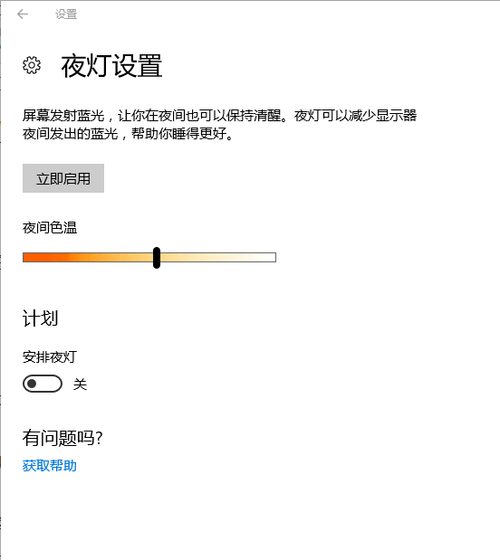 设置
夜灯设置
屏幕发射蓝光，让你在夜间也可以保持清醒。夜灯可以减少显示器
夜间发出的蓝光，帮助你睡得更好。
立即启用
夜间色温
计划
安排夜灯
关
有问题吗?
获取帮助